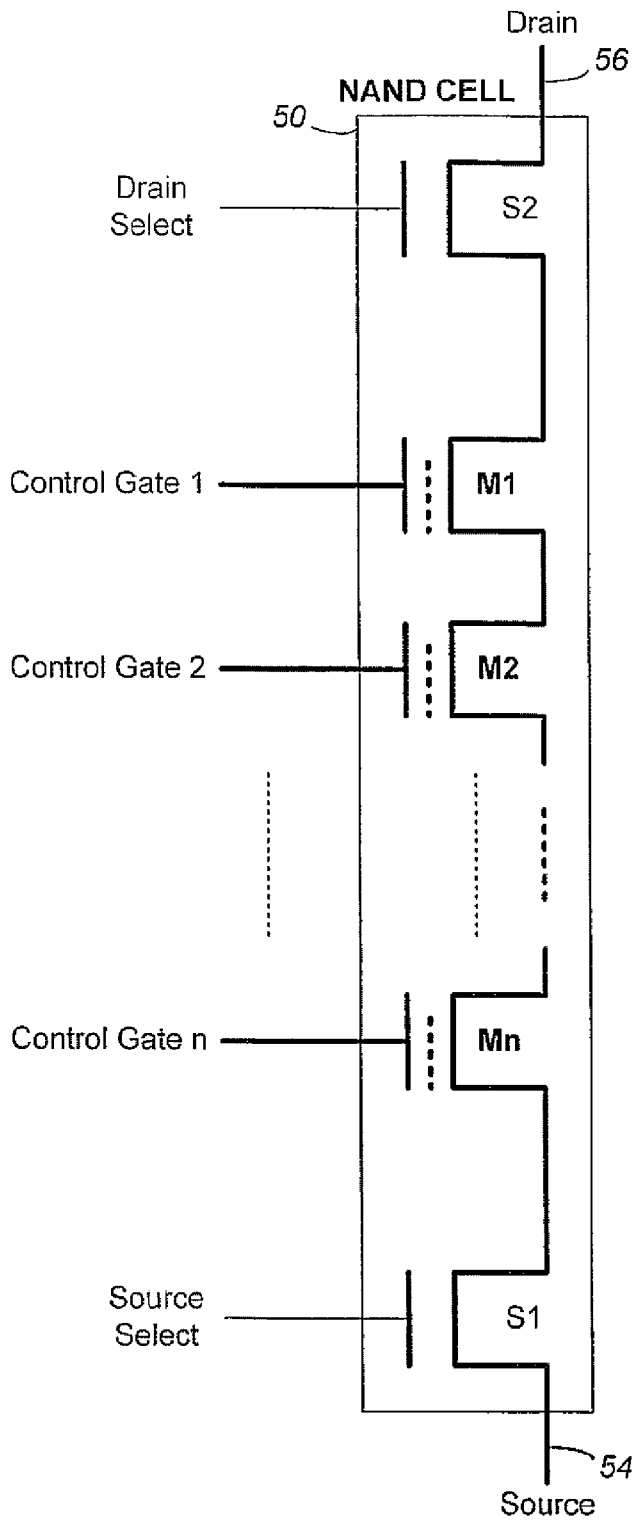 Drain
56
NAND CELL
50
Drain
Select
S2
Control Gate 1
M1
Control Gate 2
M2
Control Gate n
Mn
Source
Select
S1
54
Source